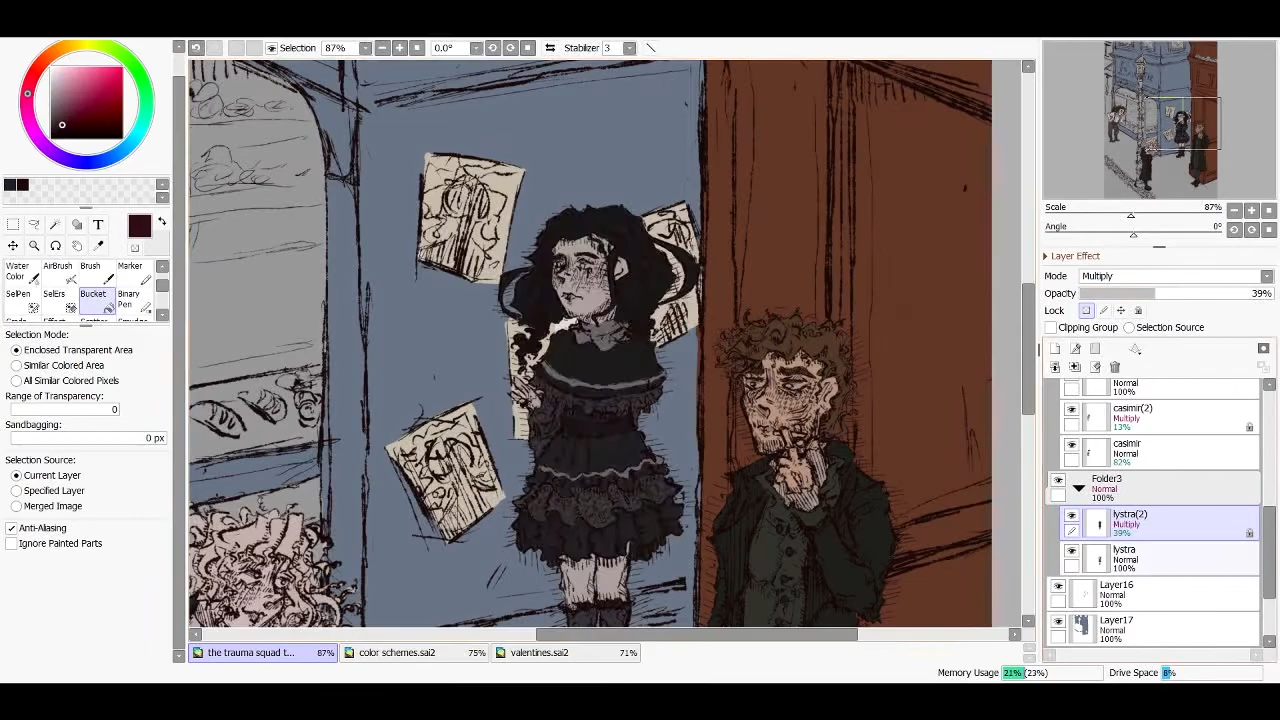 Selection 87% 0.0° Stabilizer 3
T
Water Color AirBrush Brush Marker
SelPen SelErs Bucket Binary Pen
Selection Mode:
Enclosed Transparent Area
Similar Colored Area
All Similar Colored Pixels
Range of Transparency:
0
Sandbagging:
0 px
Selection Source:
Current Layer
Specified Layer
Merged Image
Anti-Aliasing
Ignore Painted Parts
the trauma squad t... 87% color schemes.sai2 75% valentines.sai2 71%
Scale 87%
Angle 0°
Layer Effect
Mode Multiply
Opacity 39%
Lock
Clipping Group Selection Source
Normal
100%
casimir(2)
Multiply
13%
casimir
Normal
82%
Folder3
Normal
100%
lystra(2)
Multiply
39%
lystra
Normal
100%
Layer16
Normal
100%
Layer17
Normal
100%
Memory Usage 21% (23%) Drive Space 8%